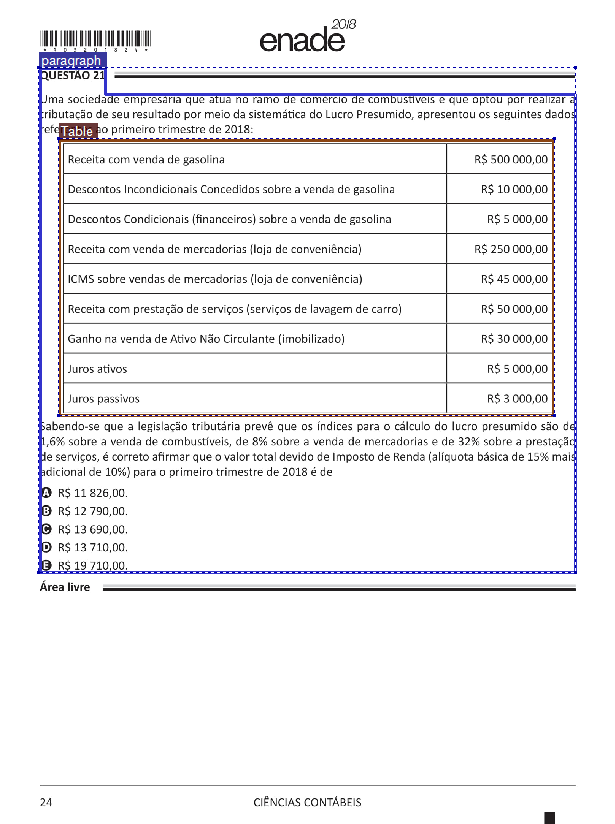 enade 2018
*R0320182 4*
paragraph
QUESTÃO 21
Uma sociedade empresária que atua no ramo de comércio de combustíveis e que optou por realizar a
tributação de seu resultado por meio da sistemática do Lucro Presumido, apresentou os seguintes dados
refe Table ao primeiro trimestre de 2018:
Receita com venda de gasolina R$ 500 000,00
Descontos Incondicionais Concedidos sobre a venda de gasolina R$ 10 000,00
Descontos Condicionais (financeiros) sobre a venda de gasolina R$ 5 000,00
Receita com venda de mercadorias (loja de conveniência) R$ 250 000,00
ICMS sobre vendas de mercadorias (loja de conveniência) R$ 45 000,00
Receita com prestação de serviços (serviços de lavagem de carro) R$ 50 000,00
Ganho na venda de Ativo Não Circulante (imobilizado) R$ 30 000,00
Juros ativos R$ 5 000,00
Juros passivos R$ 3 000,00
Sabendo-se que a legislação tributária prevê que os índices para o cálculo do lucro presumido são de
1,6% sobre a venda de combustíveis, de 8% sobre a venda de mercadorias e de 32% sobre a prestação
de serviços, é correto afirmar que o valor total devido de Imposto de Renda (alíquota básica de 15% mais
adicional de 10%) para o primeiro trimestre de 2018 é de
A R$ 11 826,00.
B R$ 12 790,00.
C R$ 13 690,00.
D R$ 13 710,00.
E R$ 19 710,00.
Área livre
24 CIÊNCIAS CONTÁBEIS